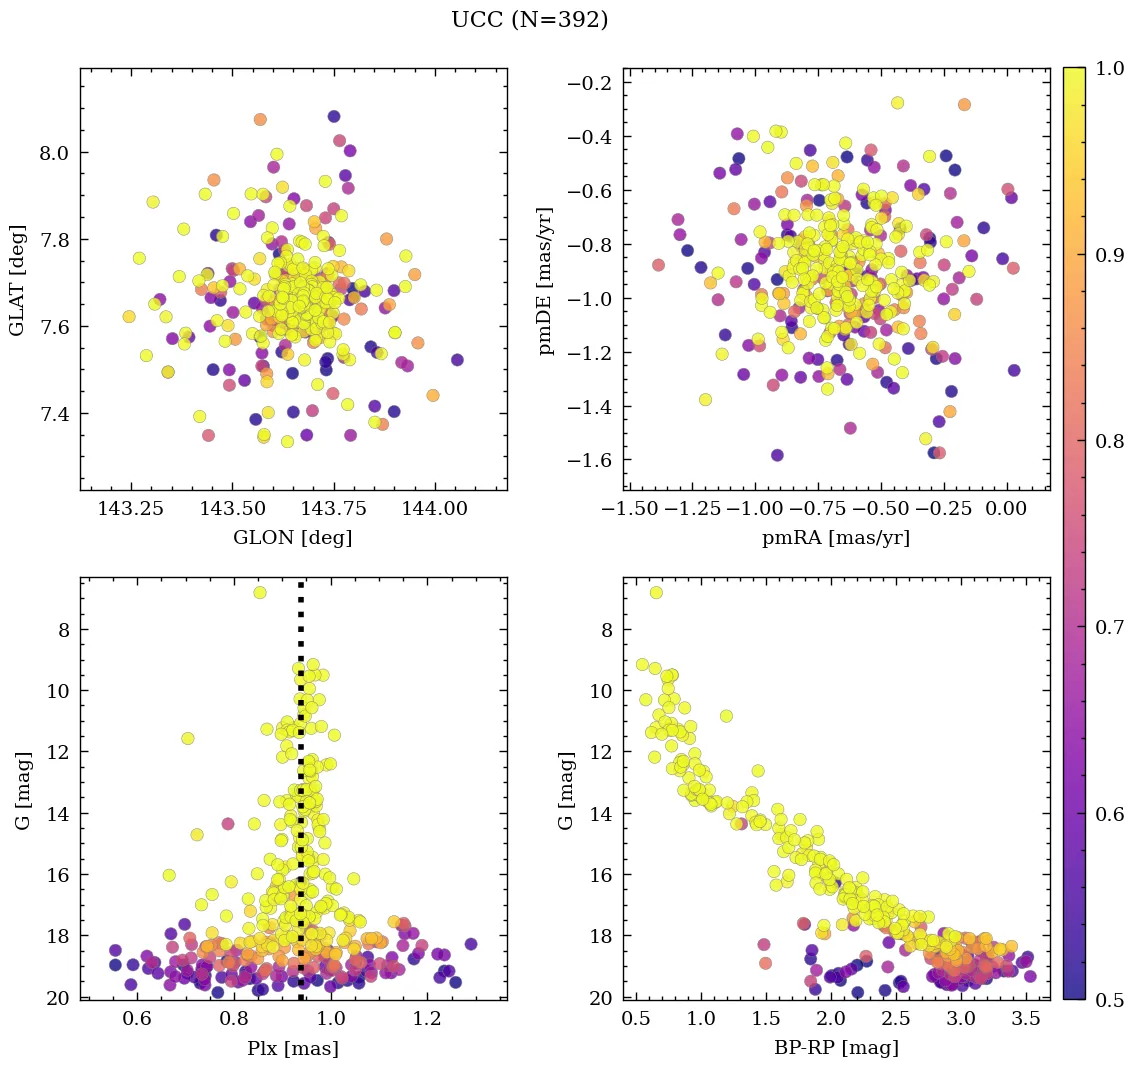 UCC (N=392)
8.0
7.8
7.6
7.4
GLAT [deg]
143.25 143.50 143.75 144.00
GLON [deg]
−0.2
−0.4
−0.6
−0.8
−1.0
−1.2
−1.4
−1.6
pmDE [mas/yr]
−1.50 −1.25 −1.00 −0.75 −0.50 −0.25 0.00
pmRA [mas/yr]
8
10
12
14
16
18
20
G [mag]
0.6 0.8 1.0 1.2
Plx [mas]
8
10
12
14
16
18
20
G [mag]
0.5 1.0 1.5 2.0 2.5 3.0 3.5
BP-RP [mag]
1.0
0.9
0.8
0.7
0.6
0.5